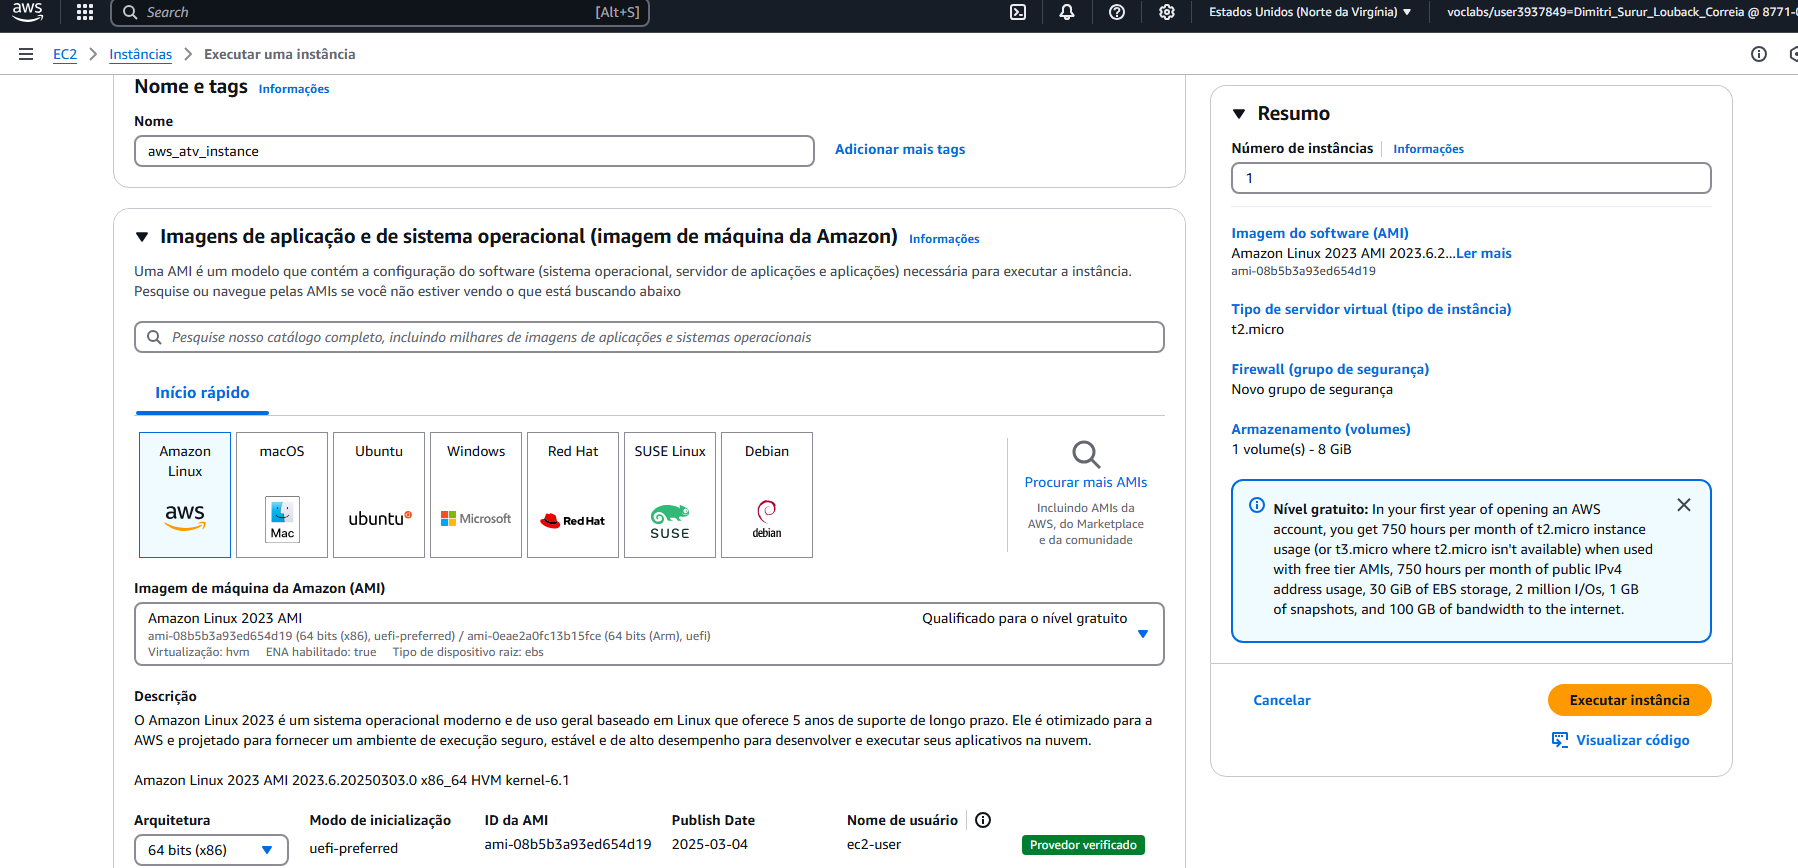 aws
Search
[Alt+S]
Estados Unidos (Norte da Virgínia)
voclabs/user3937849=Dimitri_Surur_Louback_Correia @ 8771-
EC2
Instâncias
Executar uma instância
Nome e tags
Informações
Nome
aws_atv_instance
Adicionar mais tags
Imagens de aplicação e de sistema operacional (imagem de máquina da Amazon)
Informações
Uma AMI é um modelo que contém a configuração do software (sistema operacional, servidor de aplicações e aplicações) necessária para executar a instância.
Pesquise ou navegue pelas AMIs se você não estiver vendo o que está buscando abaixo
Pesquise nosso catálogo completo, incluindo milhares de imagens de aplicações e sistemas operacionais
Início rápido
Amazon
Linux
aws
macOS
Mac
Ubuntu
ubuntu
Windows
Microsoft
Red Hat
Red Hat
SUSE Linux
SUSE
Debian
debian
Procurar mais AMIs
Incluindo AMIs da
AWS, do Marketplace
e da comunidade
Imagem de máquina da Amazon (AMI)
Amazon Linux 2023 AMI
Qualificado para o nível gratuito
ami-08b5b3a93ed654d19 (64 bits (x86), uefi-preferred) / ami-0eae2a0fc13b15fce (64 bits (Arm), uefi)
Virtualização: hvm
ENA habilitado: true
Tipo de dispositivo raiz: ebs
Descrição
O Amazon Linux 2023 é um sistema operacional moderno e de uso geral baseado em Linux que oferece 5 anos de suporte de longo prazo. Ele é otimizado para a
AWS e projetado para fornecer um ambiente de execução seguro, estável e de alto desempenho para desenvolver e executar seus aplicativos na nuvem.
Amazon Linux 2023 AMI 2023.6.20250303.0 x86_64 HVM kernel-6.1
Arquitetura
64 bits (x86)
Modo de inicialização
uefi-preferred
ID da AMI
ami-08b5b3a93ed654d19
Publish Date
2025-03-04
Nome de usuário
ec2-user
Provedor verificado
Resumo
Número de instâncias
Informações
1
Imagem do software (AMI)
Amazon Linux 2023 AMI 2023.6.2...Ler mais
ami-08b5b3a93ed654d19
Tipo de servidor virtual (tipo de instância)
t2.micro
Firewall (grupo de segurança)
Novo grupo de segurança
Armazenamento (volumes)
1 volume(s) - 8 GiB
Nível gratuito: In your first year of opening an AWS
account, you get 750 hours per month of t2.micro instance
usage (or t3.micro where t2.micro isn't available) when used
with free tier AMIs, 750 hours per month of public IPv4
address usage, 30 GiB of EBS storage, 2 million I/Os, 1 GB
of snapshots, and 100 GB of bandwidth to the internet.
Cancelar
Executar instância
Visualizar código